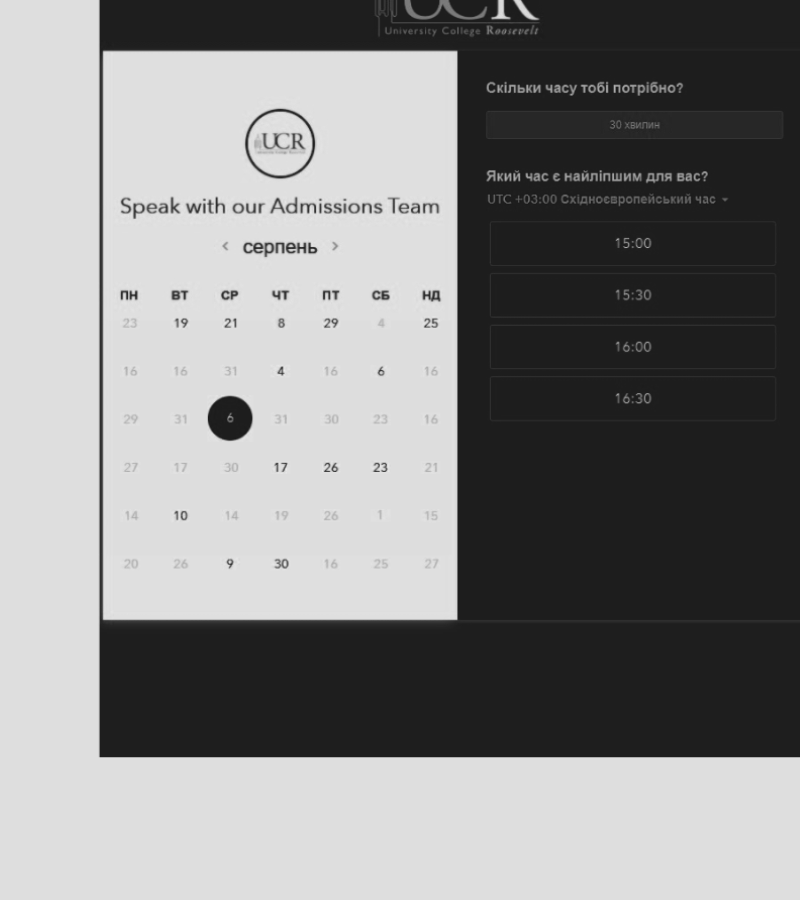 UCR
University College Roosevelt
UCR
Speak with our Admissions Team
< серпень >
ПН ВТ СР ЧТ ПТ СБ НД
23 19 21 8 29 4 25
16 16 31 4 16 6 16
29 31 6 31 30 23 16
27 17 30 17 26 23 21
14 10 14 19 26 1 15
20 26 9 30 16 25 27
Скільки часу тобі потрібно?
30 хвилин
Який час є найліпшим для вас?
UTC +03:00 Східноєвропейський час
15:00
15:30
16:00
16:30